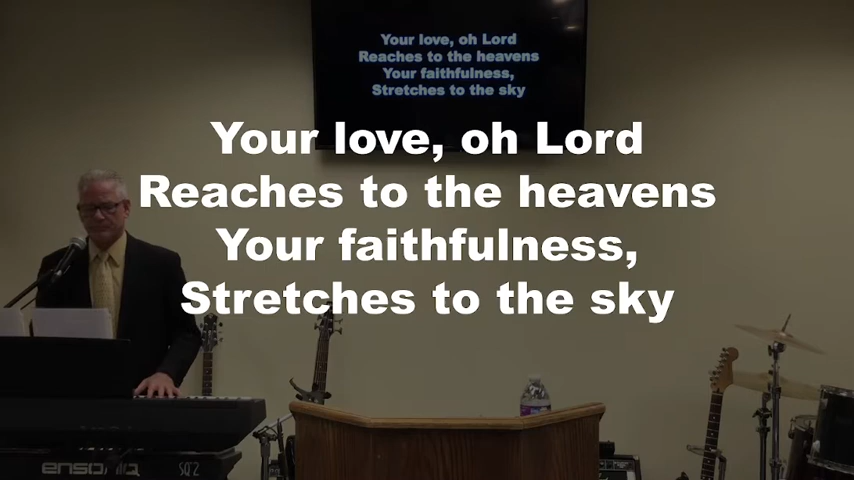 Your love, oh Lord
Reaches to the heavens
Your faithfulness,
Stretches to the sky
Your love, oh Lord
Reaches to the heavens
Your faithfulness,
Stretches to the sky
ensoniq SQ2